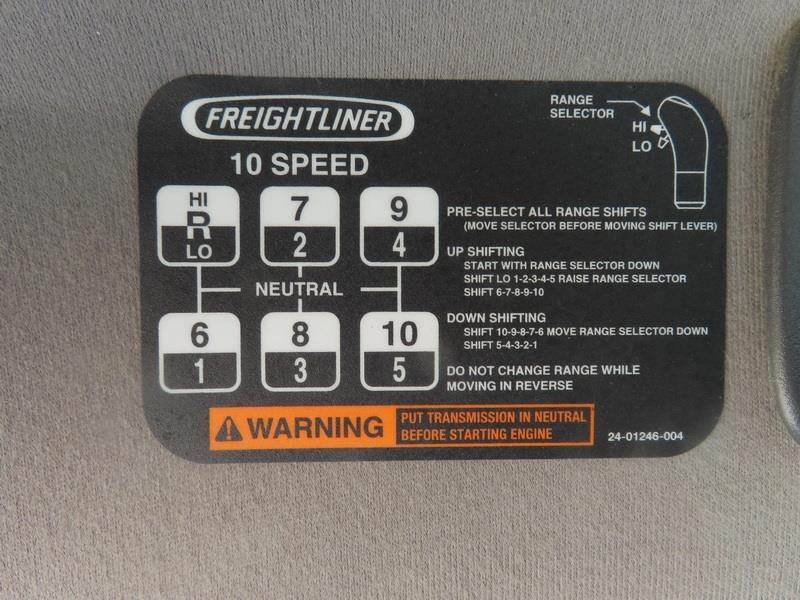 FREIGHTLINER
10 SPEED
RANGE
SELECTOR
HI
LO
HI
R
LO
7
2
9
4
NEUTRAL
6
1
8
3
10
5
PRE-SELECT ALL RANGE SHIFTS
(MOVE SELECTOR BEFORE MOVING SHIFT LEVER)
UP SHIFTING
START WITH RANGE SELECTOR DOWN
SHIFT LO 1-2-3-4-5 RAISE RANGE SELECTOR
SHIFT 6-7-8-9-10
DOWN SHIFTING
SHIFT 10-9-8-7-6 MOVE RANGE SELECTOR DOWN
SHIFT 5-4-3-2-1
DO NOT CHANGE RANGE WHILE
MOVING IN REVERSE
WARNING
PUT TRANSMISSION IN NEUTRAL
BEFORE STARTING ENGINE
24-01246-004